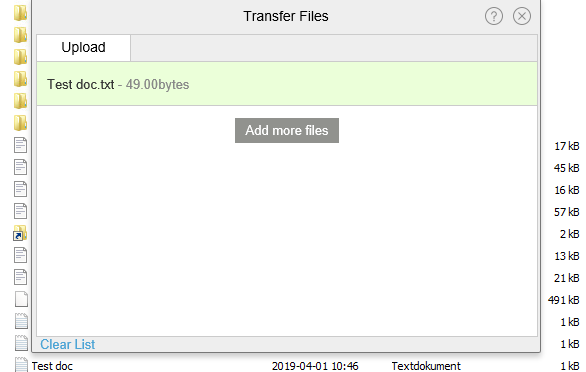 Transfer Files
Upload
Test doc.txt - 49.00bytes
Add more files
17 kB
45 kB
16 kB
57 kB
2 kB
13 kB
21 kB
491 kB
1 kB
Clear List
1 kB
Test doc 2019-04-01 10:46 Textdokument 1 kB